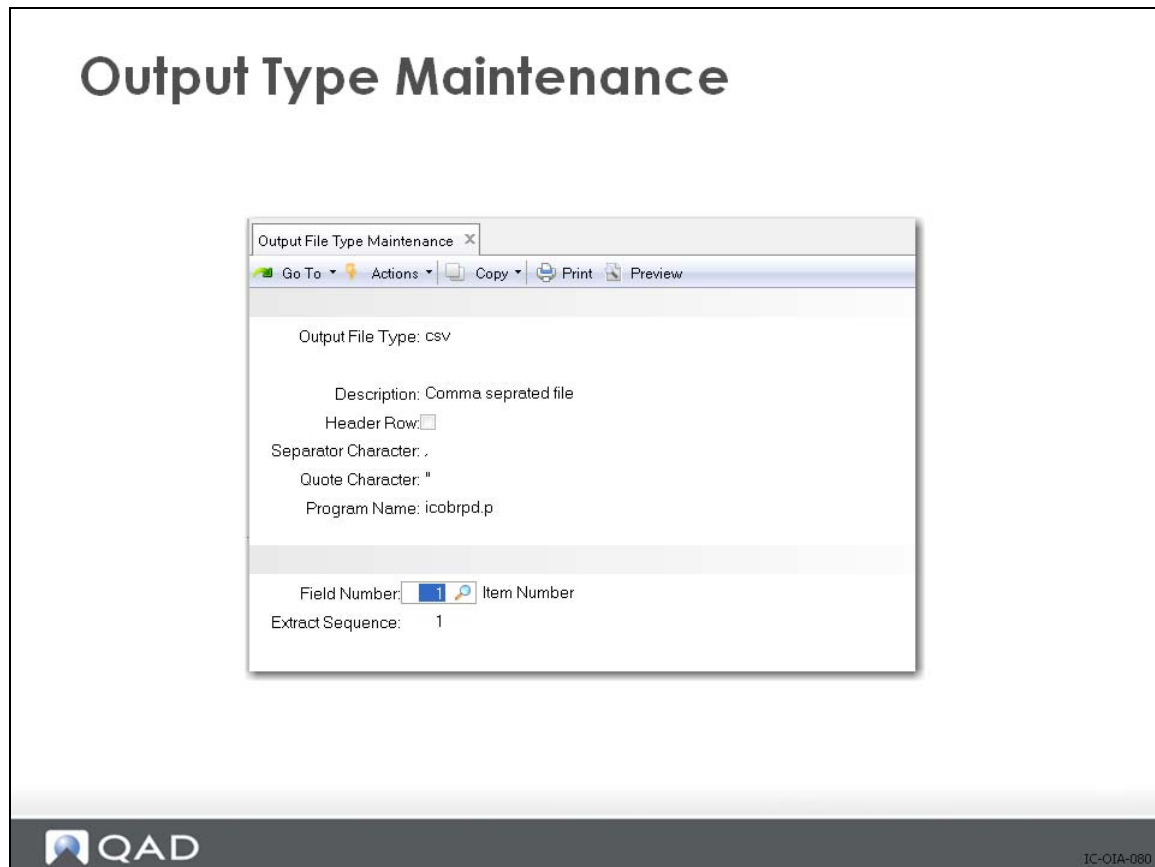 Output Type Maintenance
Output File Type Maintenance X
Go To Actions Copy Print Preview
Output File Type: csv
Description: Comma seprated file
Header Row:
Separator Character: ,
Quote Character: "
Program Name: icobrpd.p
Field Number: 1 Item Number
Extract Sequence: 1
QAD
IC-OIA-080